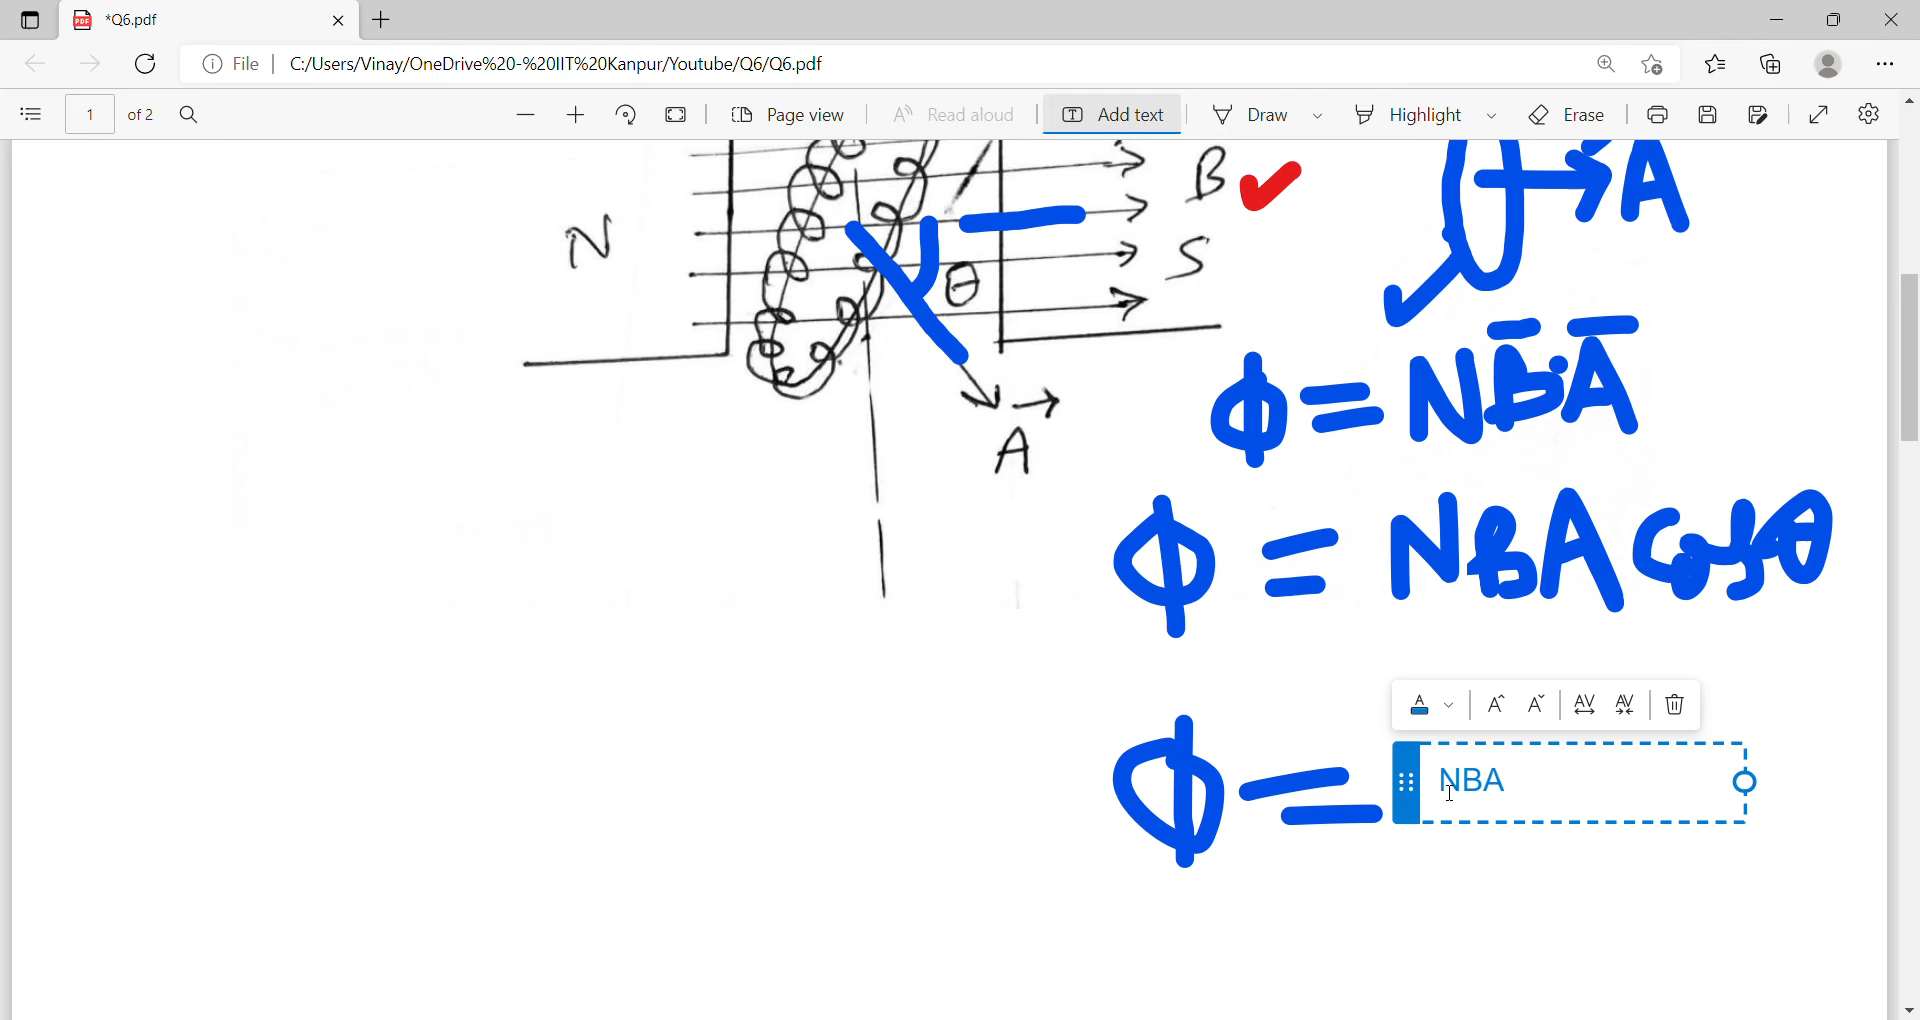 *Q6.pdf
File C:/Users/Vinay/OneDrive%20-%20IIT%20Kanpur/Youtube/Q6/Q6.pdf
1 of 2 Page view Read aloud Add text Draw Highlight Erase
N
B
S
θ
A
A
Φ = NB̅·A̅
Φ = NBA Cosθ
Φ = NBA